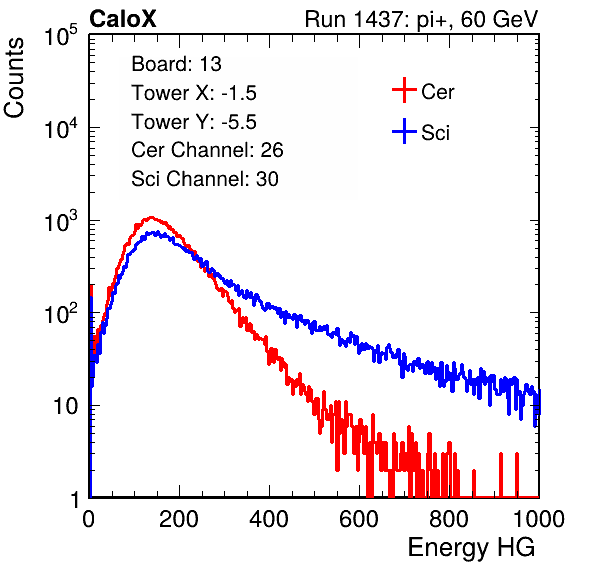 CaloX Run 1437: pi+, 60 GeV
Counts
Board: 13
Tower X: -1.5
Tower Y: -5.5
Cer Channel: 26
Sci Channel: 30
Cer
Sci
10^5
10^4
10^3
10^2
10
1
0 200 400 600 800 1000
Energy HG